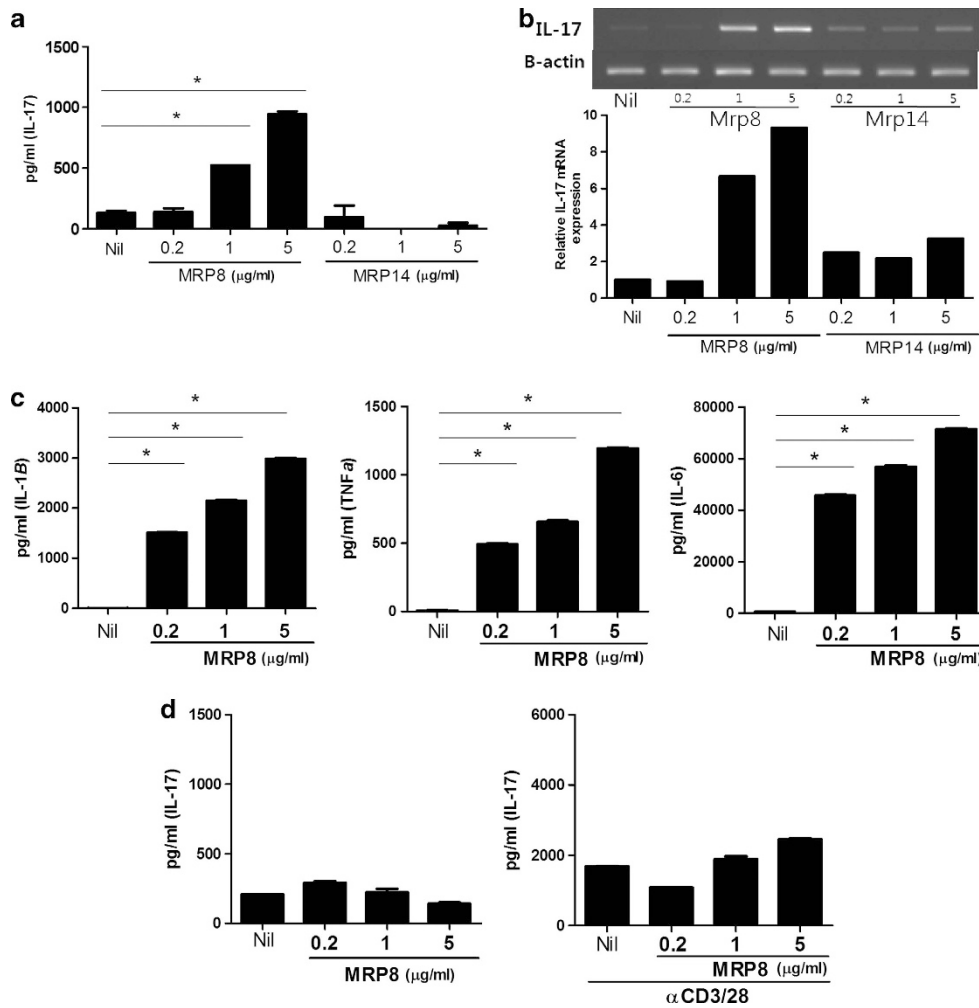 a
1500
1000
500
0
pg/ml (IL-17)
*
*
Nil
0.2
1
5
0.2
1
5
MRP8 (μg/ml)
MRP14 (μg/ml)
b
IL-17
B-actin
Nil
0.2
1
5
0.2
1
5
Mrp8
Mrp14
Relative IL-17 mRNA
expression
10
8
6
4
2
0
Nil
0.2
1
5
0.2
1
5
MRP8 (μg/ml)
MRP14 (μg/ml)
c
pg/ml (IL-1B)
4000
3000
2000
1000
0
*
*
*
Nil
0.2
1
5
MRP8 (μg/ml)
pg/ml (TNFa)
1500
1000
500
0
*
*
*
Nil
0.2
1
5
MRP8 (μg/ml)
pg/ml (IL-6)
80000
60000
40000
20000
0
*
*
*
Nil
0.2
1
5
MRP8 (μg/ml)
d
pg/ml (IL-17)
1500
1000
500
0
Nil
0.2
1
5
MRP8 (μg/ml)
pg/ml (IL-17)
6000
4000
2000
0
Nil
0.2
1
5
MRP8 (μg/ml)
αCD3/28